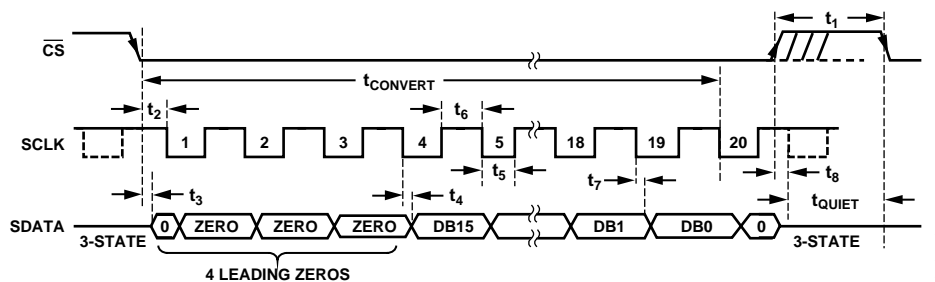 t1
CS
tCONVERT
t2
t6
SCLK
1 2 3 4 5 18 19 20
t5
t3
t4
t7
t8
tQUIET
SDATA
0 ZERO ZERO ZERO DB15 DB1 DB0 0
3-STATE
3-STATE
4 LEADING ZEROS